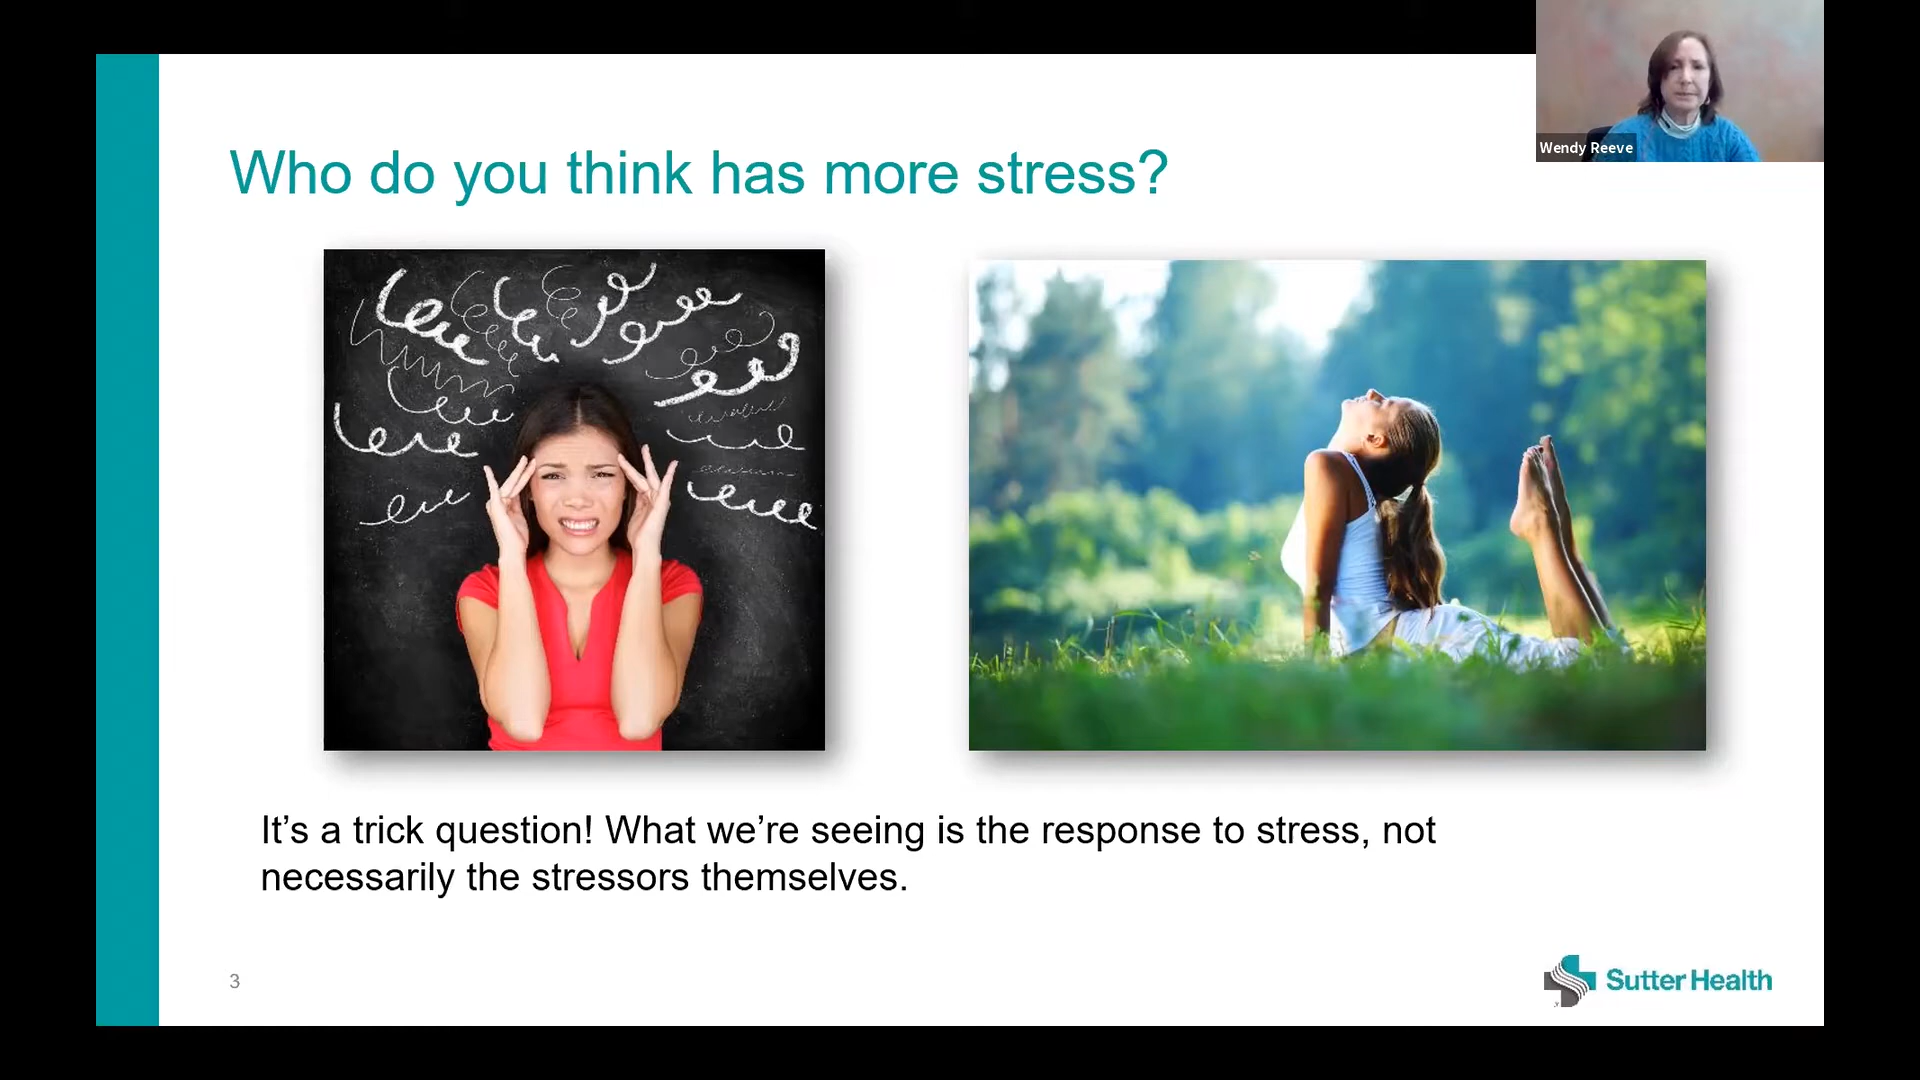 Wendy Reeve
Who do you think has more stress?
It's a trick question! What we're seeing is the response to stress, not
necessarily the stressors themselves.
3
Sutter Health